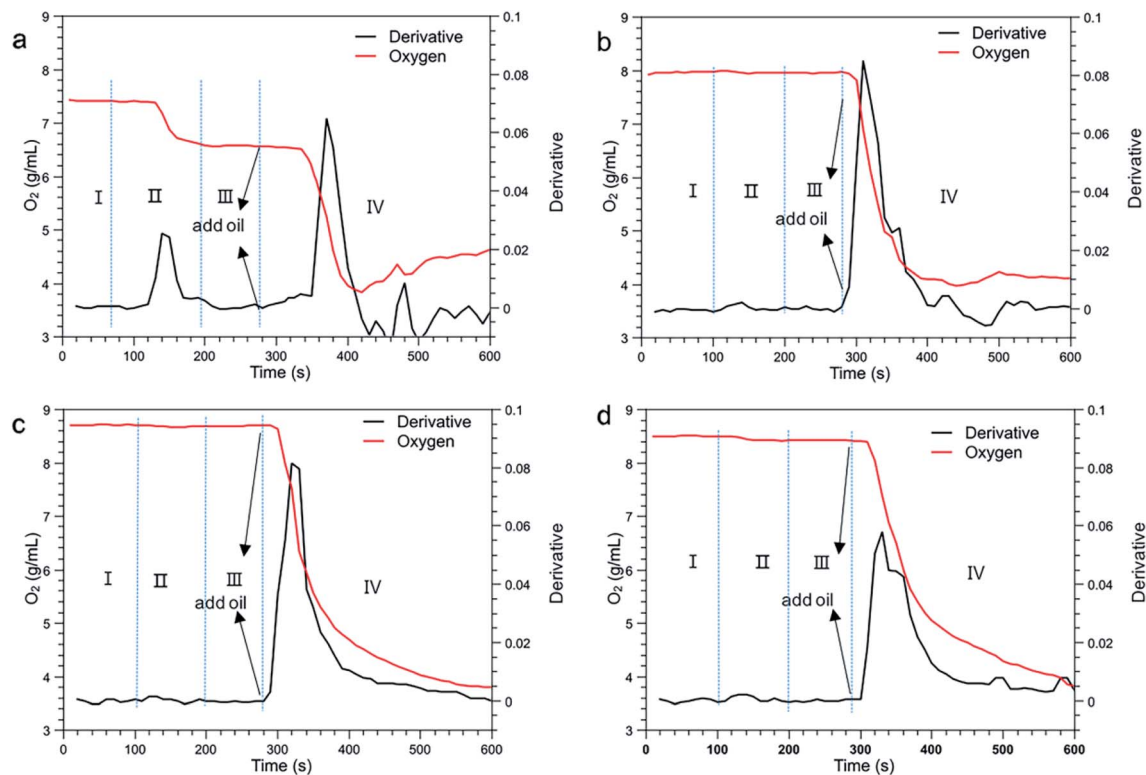 a
Derivative
Oxygen
9
8
7
6
5
4
3
O₂ (g/mL)
0.1
0.08
0.06
0.04
0.02
0
Derivative
Ⅰ
Ⅱ
Ⅲ
Ⅳ
add oil
0 100 200 300 400 500 600
Time (s)
b
Derivative
Oxygen
9
8
7
6
5
4
3
O₂ (g/mL)
0.1
0.08
0.06
0.04
0.02
0
Derivative
Ⅰ
Ⅱ
Ⅲ
Ⅳ
add oil
0 100 200 300 400 500 600
Time (s)
c
Derivative
Oxygen
9
8
7
6
5
4
3
O₂ (g/mL)
0.1
0.08
0.06
0.04
0.02
0
Derivative
Ⅰ
Ⅱ
Ⅲ
Ⅳ
add oil
0 100 200 300 400 500 600
Time (s)
d
Derivative
Oxygen
9
8
7
6
5
4
3
O₂ (g/mL)
0.1
0.08
0.06
0.04
0.02
0
Derivative
Ⅰ
Ⅱ
Ⅲ
Ⅳ
add oil
0 100 200 300 400 500 600
Time (s)